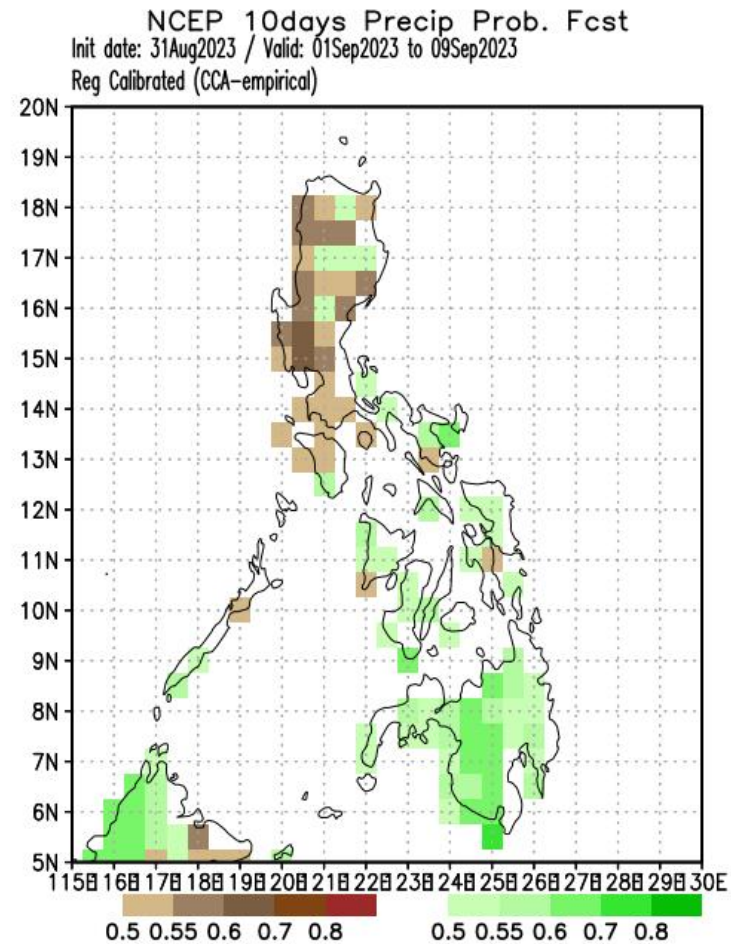 NCEP 10days Precip Prob. Fcst
Init date: 31Aug2023 / Valid: 01Sep2023 to 09Sep2023
Reg Calibrated (CCA-empirical)
20N
19N
18N
17N
16N
15N
14N
13N
12N
11N
10N
9N
8N
7N
6N
5N
115E 116E 117E 118E 119E 120E 121E 122E 123E 124E 125E 126E 127E 128E 129E 130E
0.5 0.55 0.6 0.7 0.8 0.5 0.55 0.6 0.7 0.8